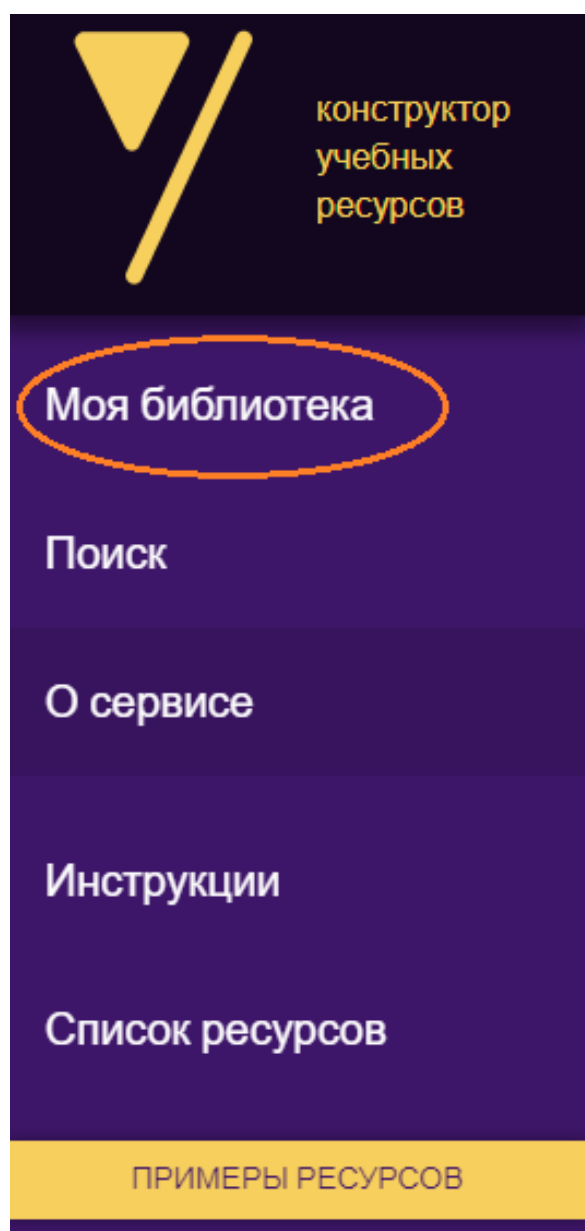 конструктор
учебных
ресурсов
Моя библиотека
Поиск
О сервисе
Инструкции
Список ресурсов
ПРИМЕРЫ РЕСУРСОВ